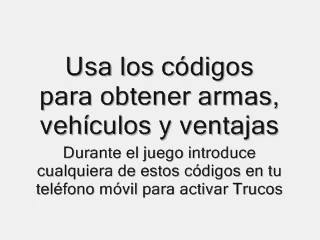 Usa los códigos
para obtener armas,
vehículos y ventajas
Durante el juego introduce
cualquiera de estos códigos en tu
teléfono móvil para activar Trucos